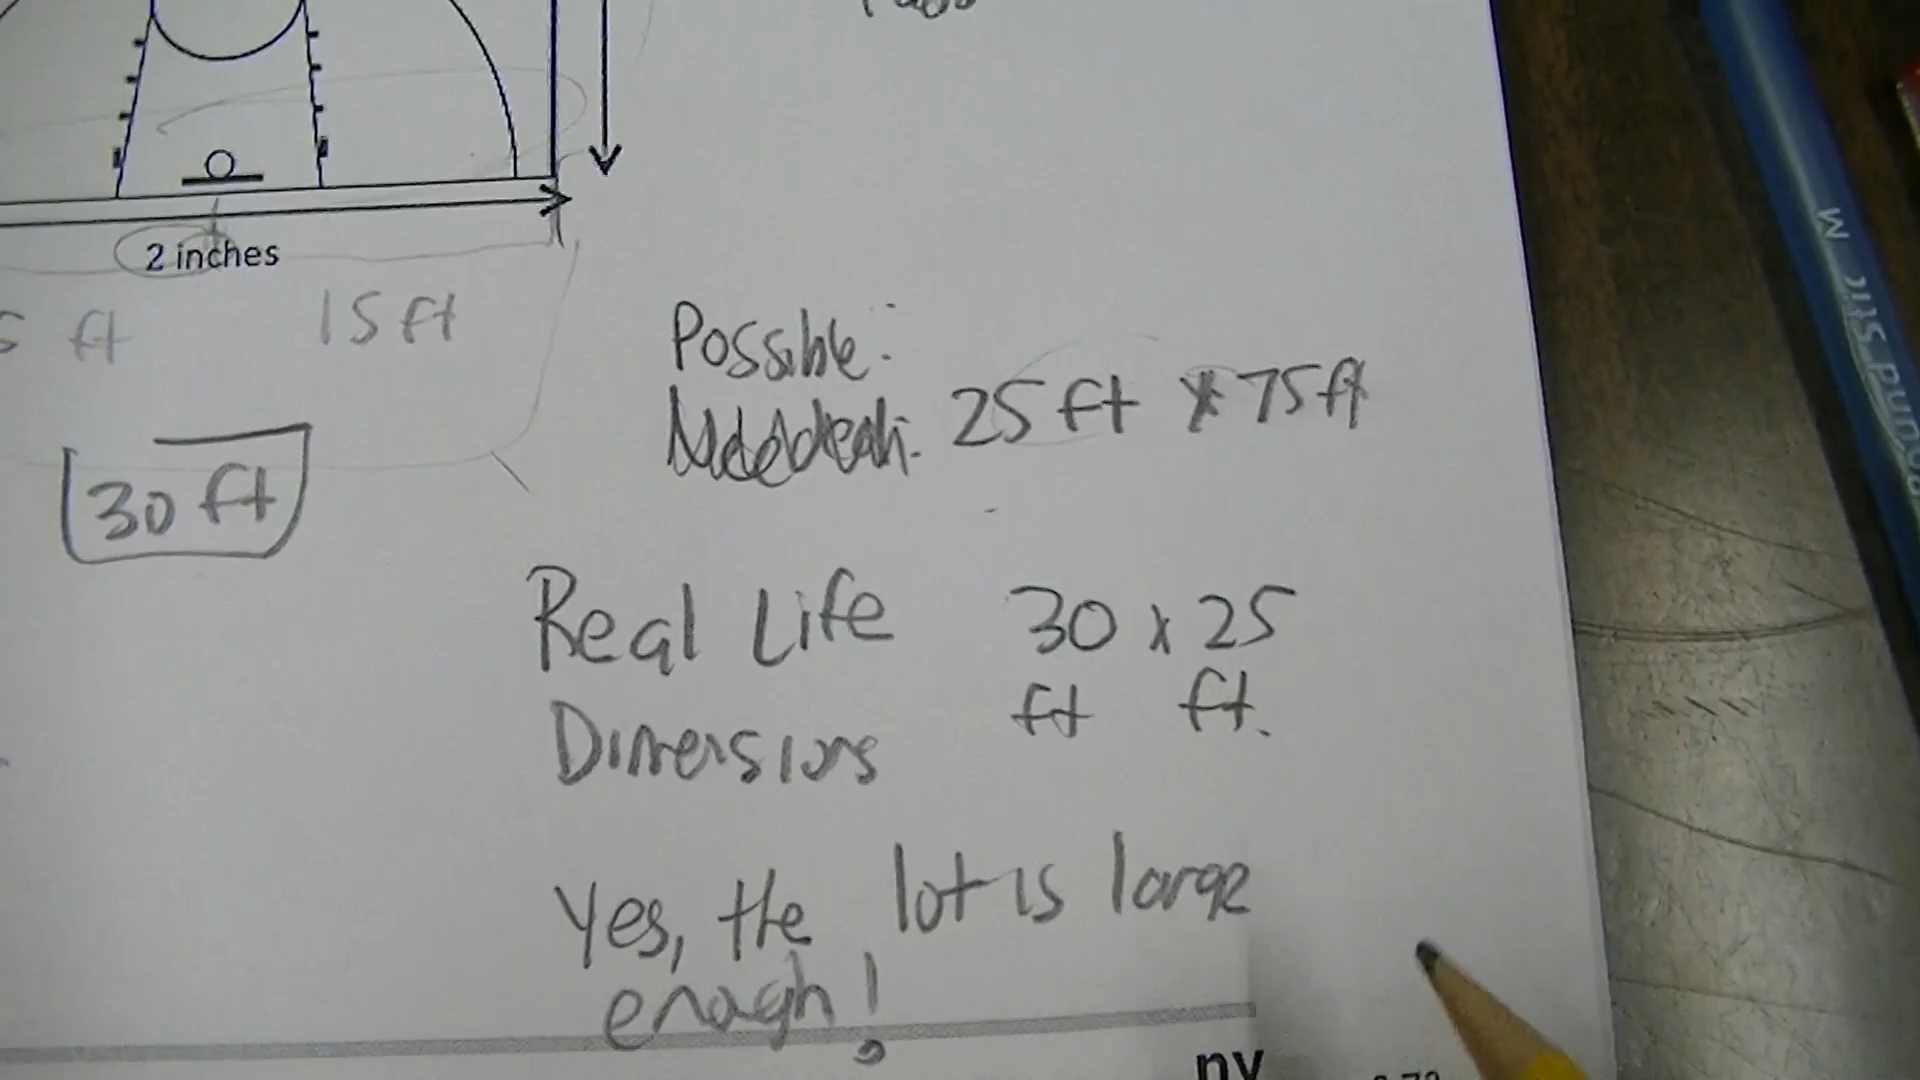 2 inches
ft 15 ft
30 ft
Possible:
25 ft x 75 ft
Real Life 30 x 25
Dimensions ft ft.
Yes, the lot is large
enough!
ny